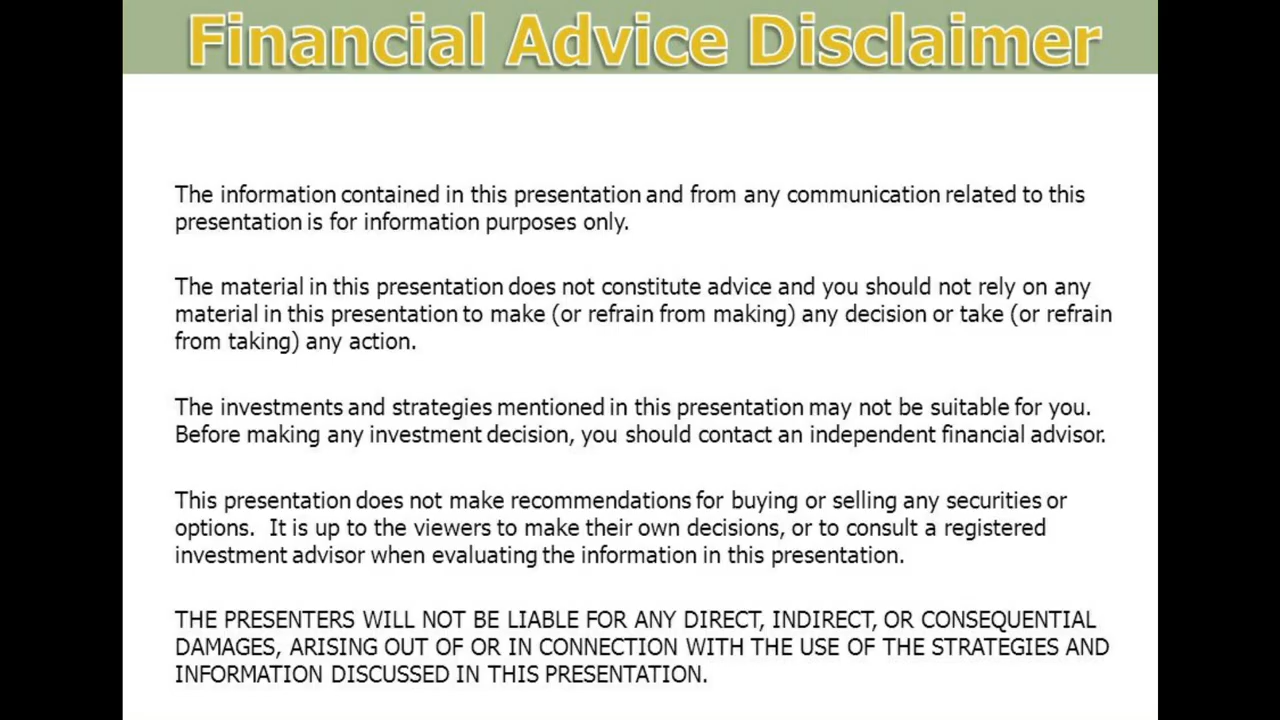 Financial Advice Disclaimer
The information contained in this presentation and from any communication related to this
presentation is for information purposes only.
The material in this presentation does not constitute advice and you should not rely on any
material in this presentation to make (or refrain from making) any decision or take (or refrain
from taking) any action.
The investments and strategies mentioned in this presentation may not be suitable for you.
Before making any investment decision, you should contact an independent financial advisor.
This presentation does not make recommendations for buying or selling any securities or
options.  It is up to the viewers to make their own decisions, or to consult a registered
investment advisor when evaluating the information in this presentation.
THE PRESENTERS WILL NOT BE LIABLE FOR ANY DIRECT, INDIRECT, OR CONSEQUENTIAL
DAMAGES, ARISING OUT OF OR IN CONNECTION WITH THE USE OF THE STRATEGIES AND
INFORMATION DISCUSSED IN THIS PRESENTATION.